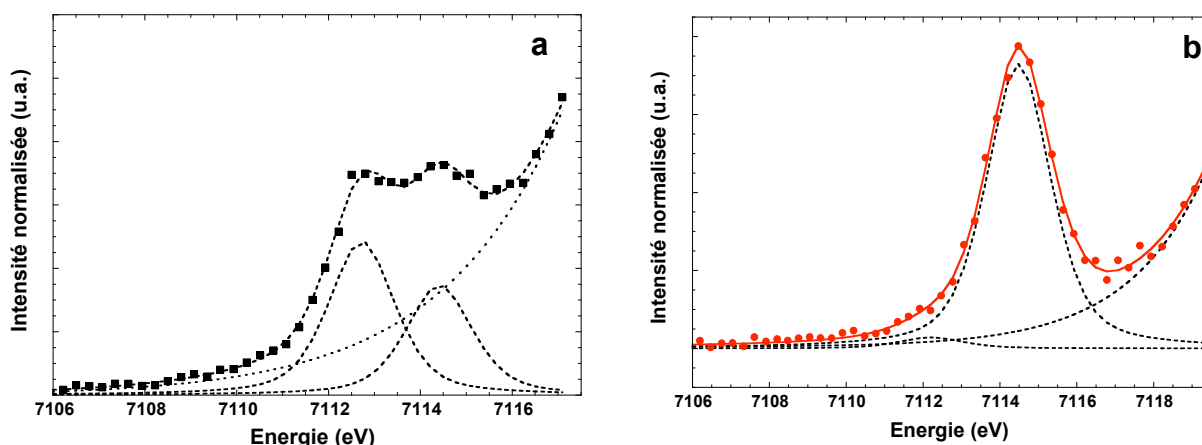 a
Intensité normalisée (u.a.)
7106 7108 7110 7112 7114 7116
Energie (eV)
b
Intensité normalisée (u.a.)
7106 7108 7110 7112 7114 7116 7118
Energie (eV)